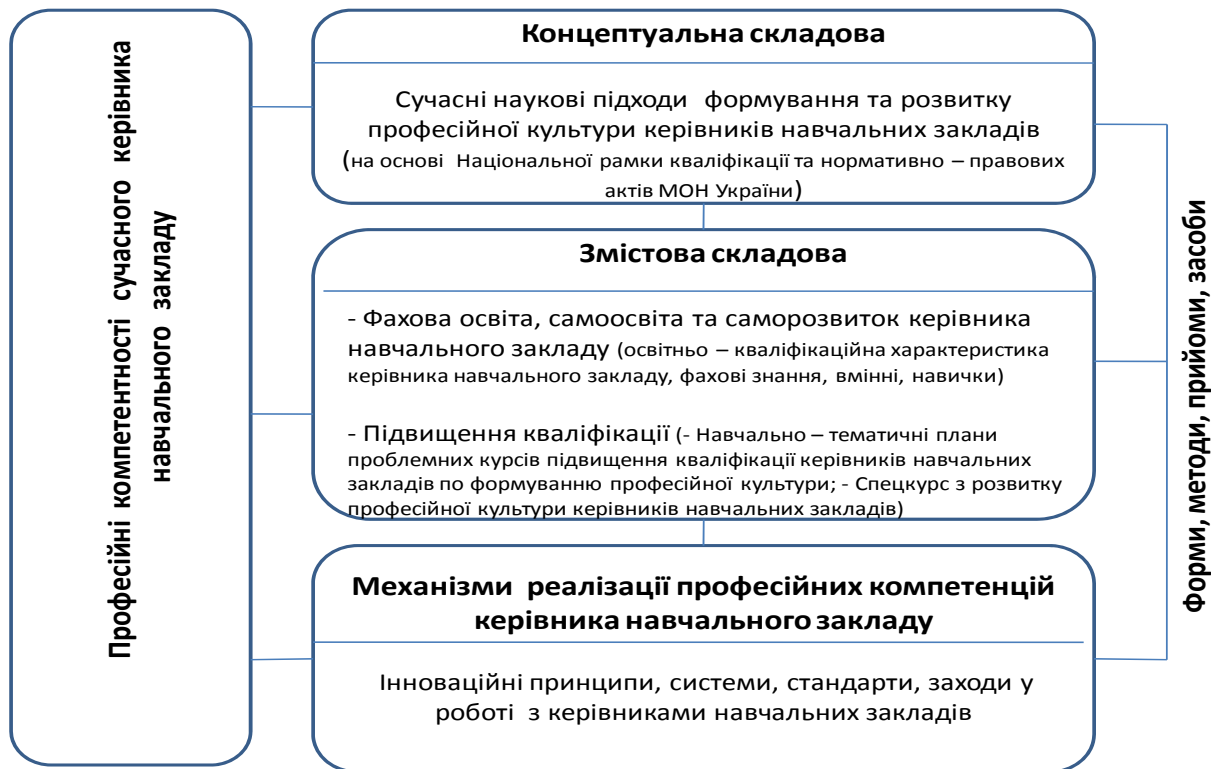 Професійні компетентності сучасного керівника
навчального закладу
Концептуальна складова
Сучасні наукові підходи формування та розвитку
професійної культури керівників навчальних закладів
(на основі Національної рамки кваліфікації та нормативно – правових
актів МОН України)
Змістова складова
- Фахова освіта, самоосвіта та саморозвиток керівника
навчального закладу (освітньо – кваліфікаційна характеристика
керівника навчального закладу, фахові знання, вмінні, навички)
- Підвищення кваліфікації (- Навчально – тематичні плани
проблемних курсів підвищення кваліфікації керівників навчальних
закладів по формуванню професійної культури; - Спецкурс з розвитку
професійної культури керівників навчальних закладів)
Механізми реалізації професійних компетенцій
керівника навчального закладу
Інноваційні принципи, системи, стандарти, заходи у
роботі з керівниками навчальних закладів
Форми, методи, прийоми, засоби